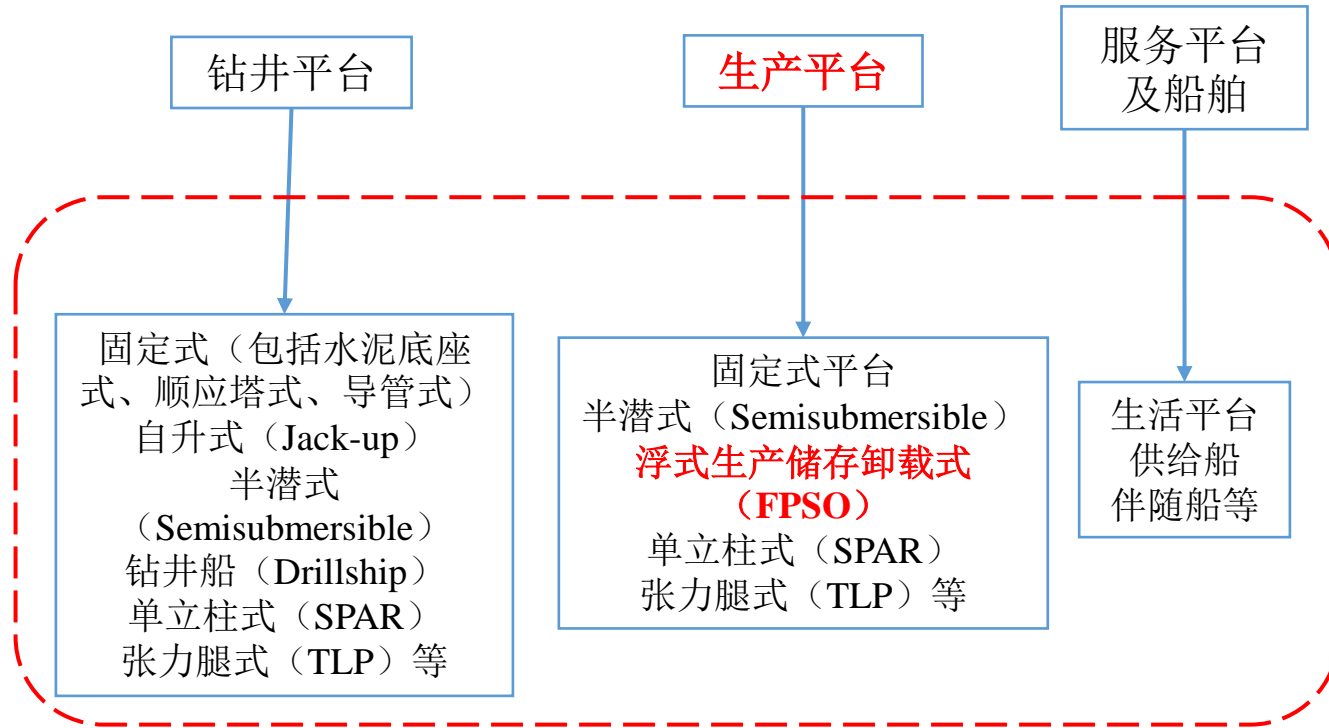 钻井平台
生产平台
服务平台
及船舶
固定式（包括水泥底座
式、顺应塔式、导管式）
自升式（Jack-up）
半潜式
（Semisubmersible）
钻井船（Drillship）
单立柱式（SPAR）
张力腿式（TLP）等
固定式平台
半潜式（Semisubmersible）
浮式生产储存卸载式
（FPSO）
单立柱式（SPAR）
张力腿式（TLP）等
生活平台
供给船
伴随船等